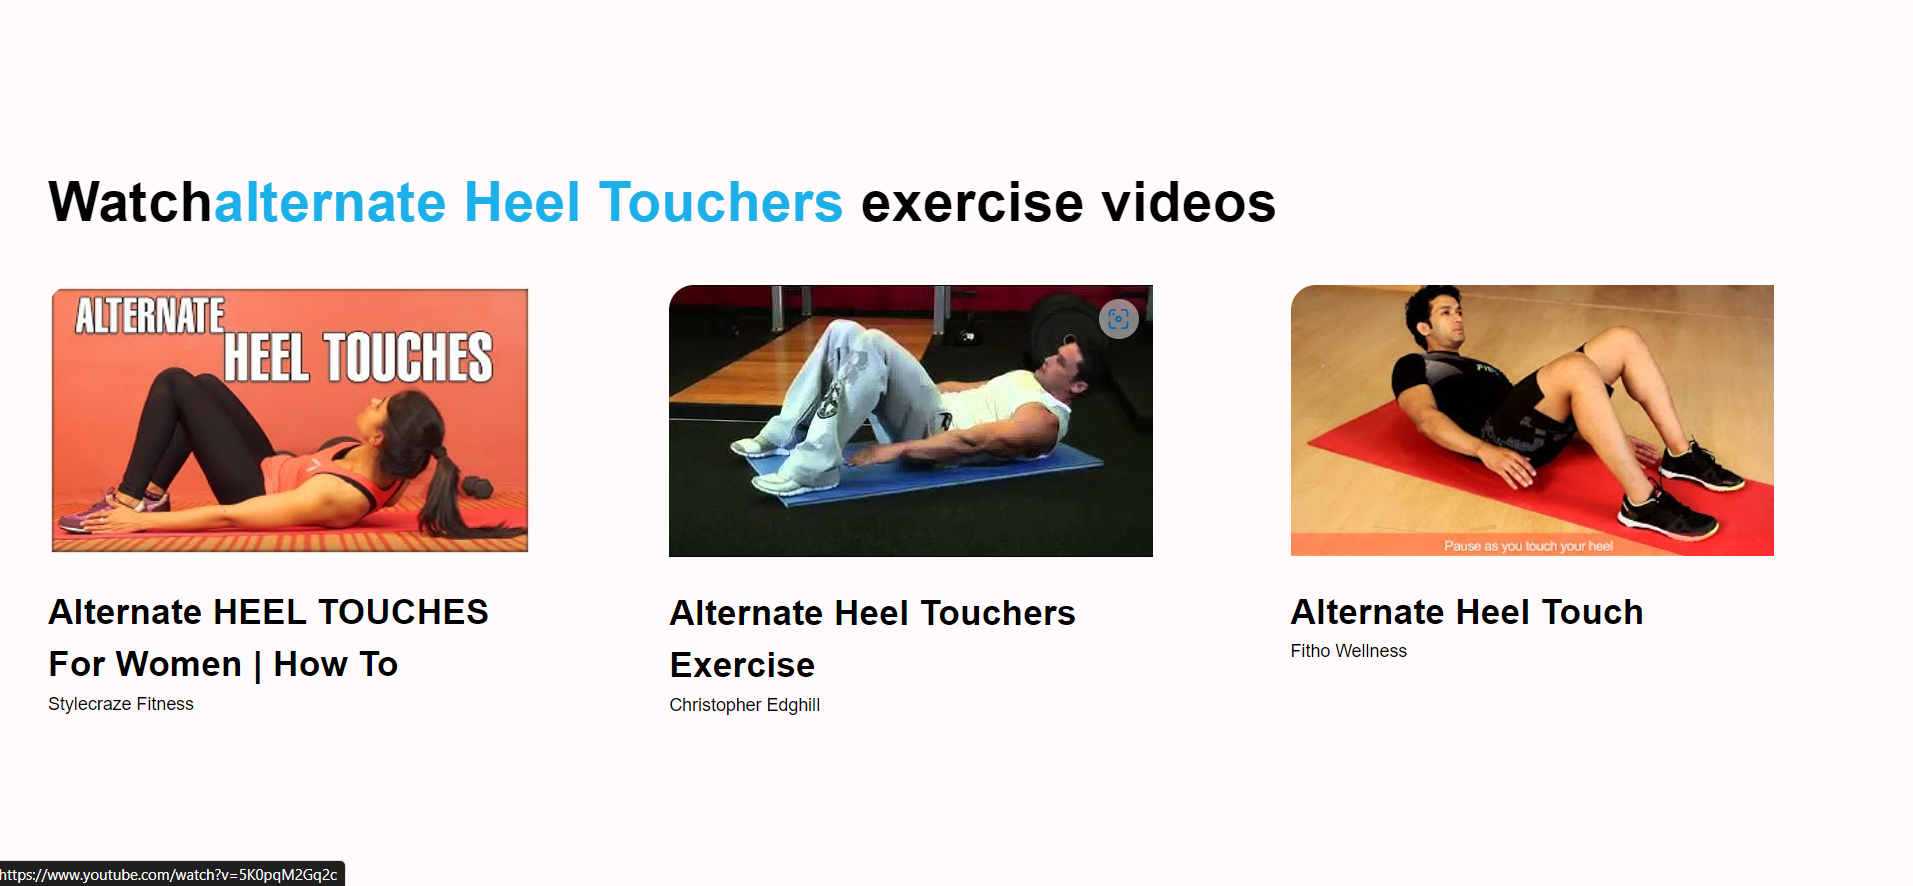 Watchalternate Heel Touchers exercise videos
ALTERNATE
HEEL TOUCHES
Pause as you touch your heel
Alternate HEEL TOUCHES
For Women | How To
Stylecraze Fitness
Alternate Heel Touchers
Exercise
Christopher Edghill
Alternate Heel Touch
Fitho Wellness
https://www.youtube.com/watch?v=5K0pqM2Gq2c